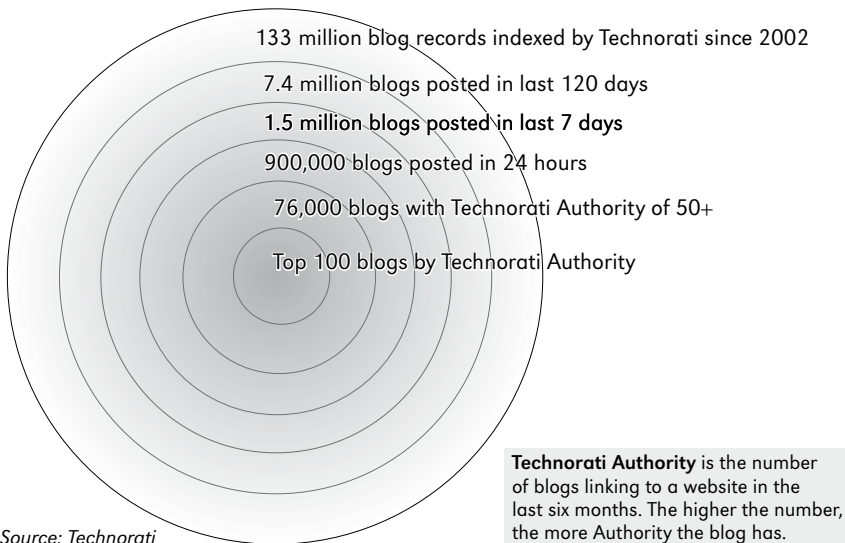 133 million blog records indexed by Technorati since 2002
7.4 million blogs posted in last 120 days
1.5 million blogs posted in last 7 days
900,000 blogs posted in 24 hours
76,000 blogs with Technorati Authority of 50+
Top 100 blogs by Technorati Authority
Technorati Authority is the number
of blogs linking to a website in the
last six months. The higher the number,
the more Authority the blog has.
Source: Technorati